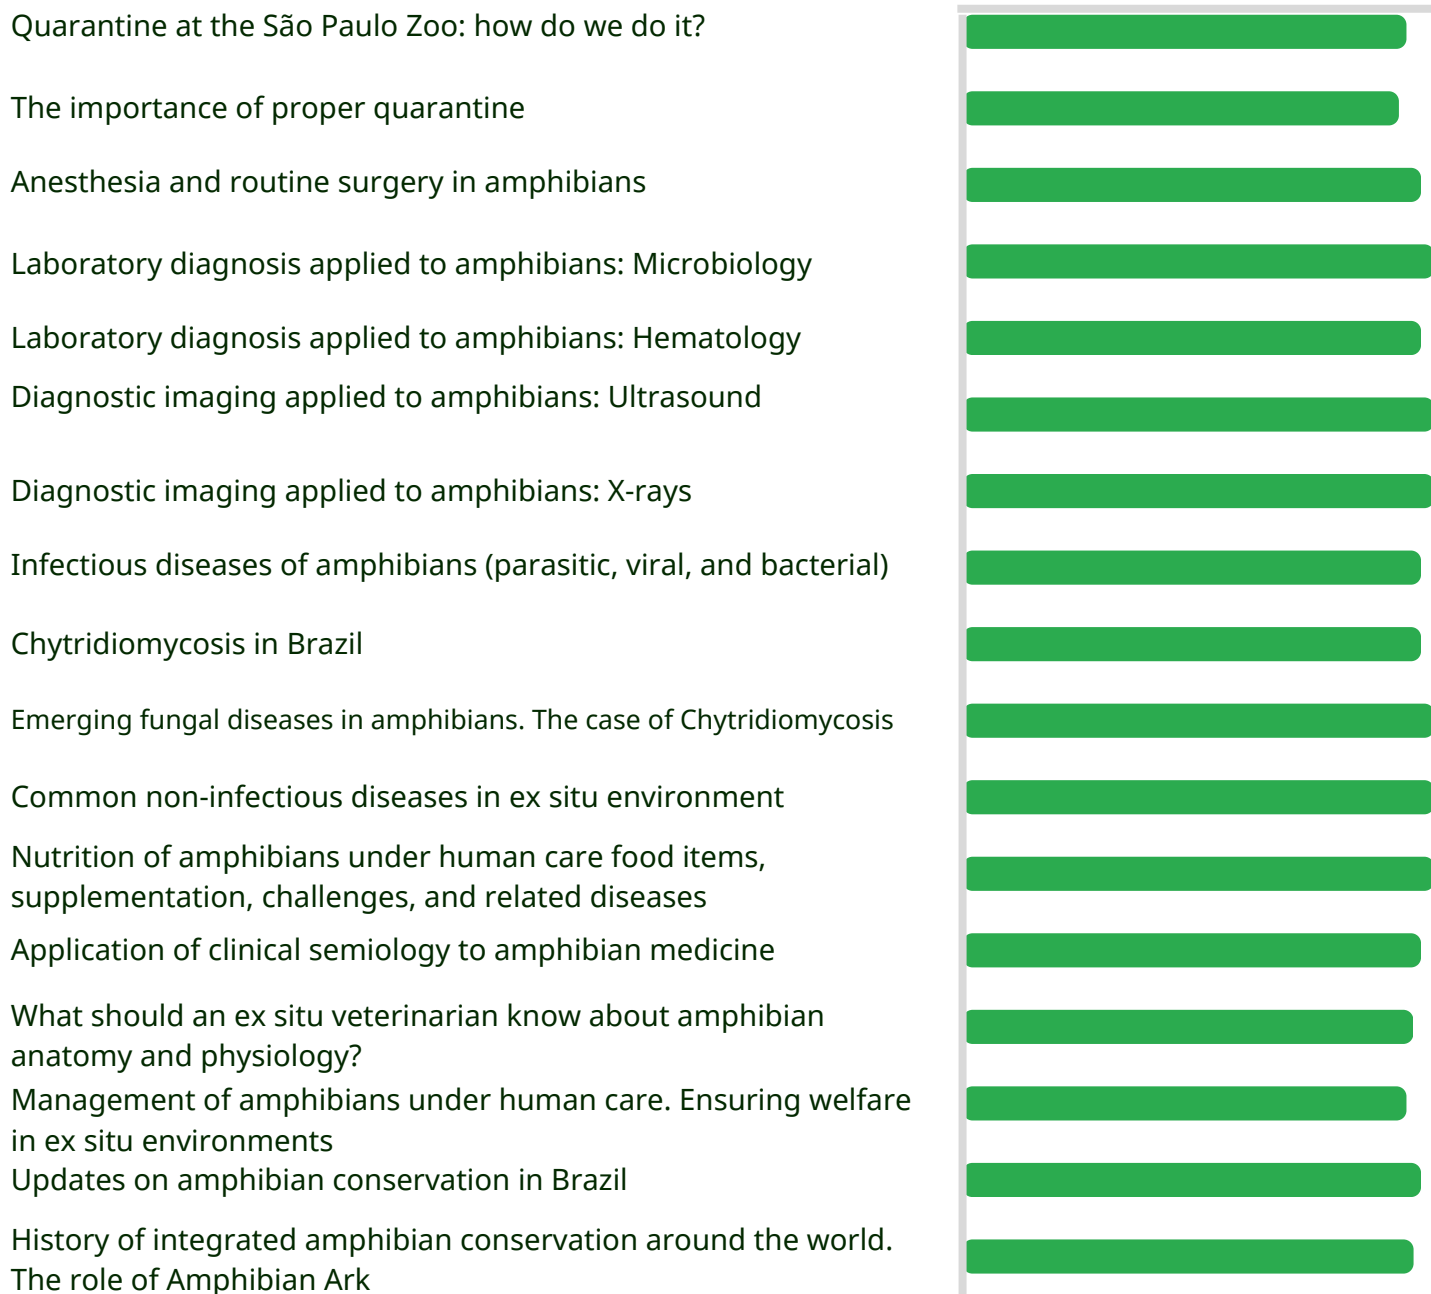 Quarantine at the São Paulo Zoo: how do we do it?
The importance of proper quarantine
Anesthesia and routine surgery in amphibians
Laboratory diagnosis applied to amphibians: Microbiology
Laboratory diagnosis applied to amphibians: Hematology
Diagnostic imaging applied to amphibians: Ultrasound
Diagnostic imaging applied to amphibians: X-rays
Infectious diseases of amphibians (parasitic, viral, and bacterial)
Chytridiomycosis in Brazil
Emerging fungal diseases in amphibians. The case of Chytridiomycosis
Common non-infectious diseases in ex situ environment
Nutrition of amphibians under human care food items,
supplementation, challenges, and related diseases
Application of clinical semiology to amphibian medicine
What should an ex situ veterinarian know about amphibian
anatomy and physiology?
Management of amphibians under human care. Ensuring welfare
in ex situ environments
Updates on amphibian conservation in Brazil
History of integrated amphibian conservation around the world.
The role of Amphibian Ark